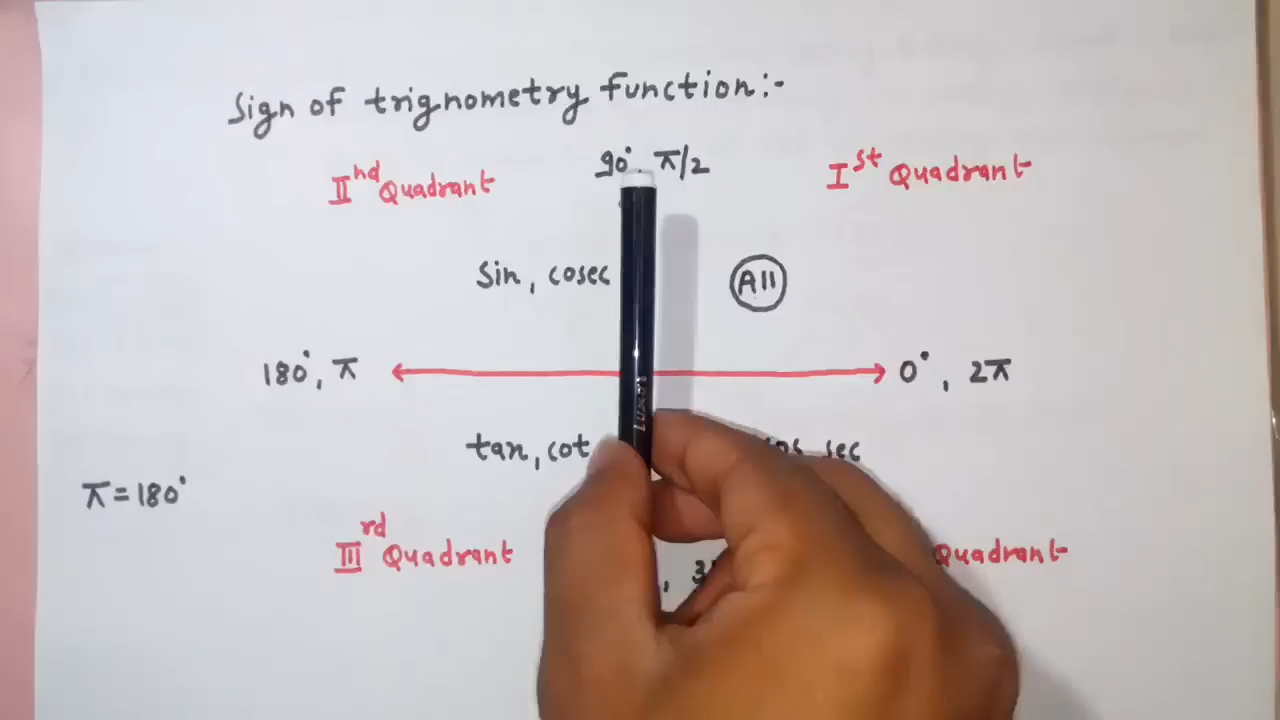 Sign of trignometry function:-
IInd Quadrant
90°, π/2
Ist Quadrant
Sin, cosec
All
180°, π
0°, 2π
tan, cot
sec
π=180°
IIIrd Quadrant
Quadrant